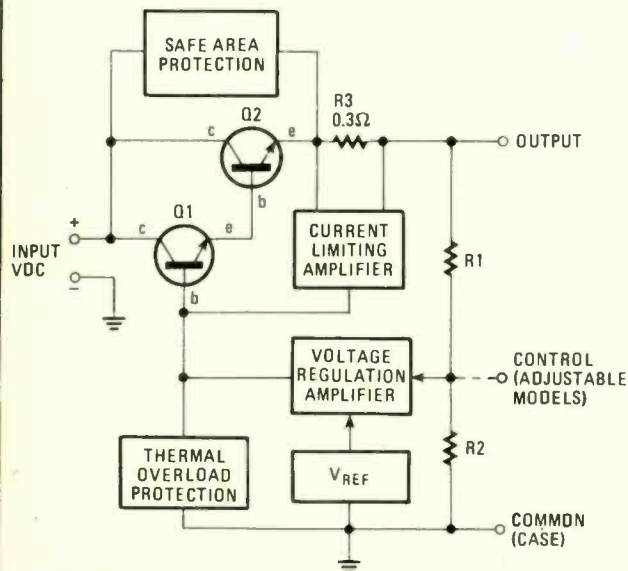 SAFE AREA
PROTECTION
Q2
c
e
b
R3
0.3Ω
OUTPUT
Q1
c
e
b
+
INPUT
VDC
−
CURRENT
LIMITING
AMPLIFIER
R1
VOLTAGE
REGULATION
AMPLIFIER
CONTROL
(ADJUSTABLE
MODELS)
THERMAL
OVERLOAD
PROTECTION
VREF
R2
COMMON
(CASE)